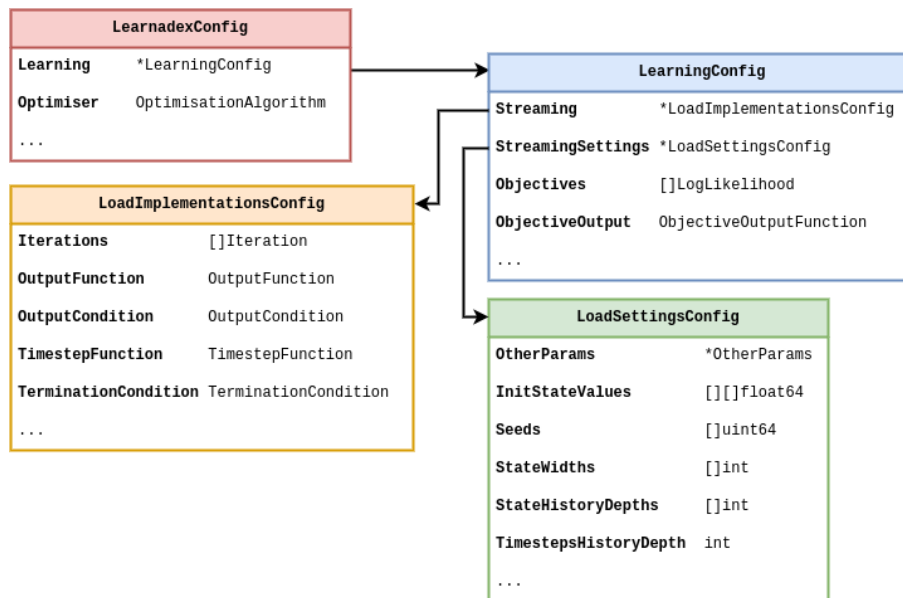 LearnadexConfig
Learning *LearningConfig
Optimiser OptimisationAlgorithm
...
LearningConfig
Streaming *LoadImplementationsConfig
StreamingSettings *LoadSettingsConfig
Objectives []LogLikelihood
ObjectiveOutput ObjectiveOutputFunction
...
LoadImplementationsConfig
Iterations []Iteration
OutputFunction OutputFunction
OutputCondition OutputCondition
TimestepFunction TimestepFunction
TerminationCondition TerminationCondition
...
LoadSettingsConfig
OtherParams *OtherParams
InitStateValues [][]float64
Seeds []uint64
StateWidths []int
StateHistoryDepths []int
TimestepsHistoryDepth int
...